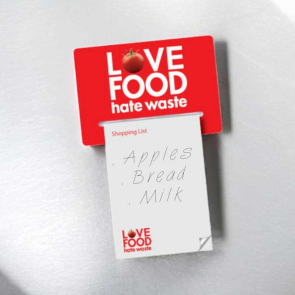 LOVE
FOOD
hate waste
Shopping List
. Apples
. Bread
. Milk
LOVE
FOOD
hate waste